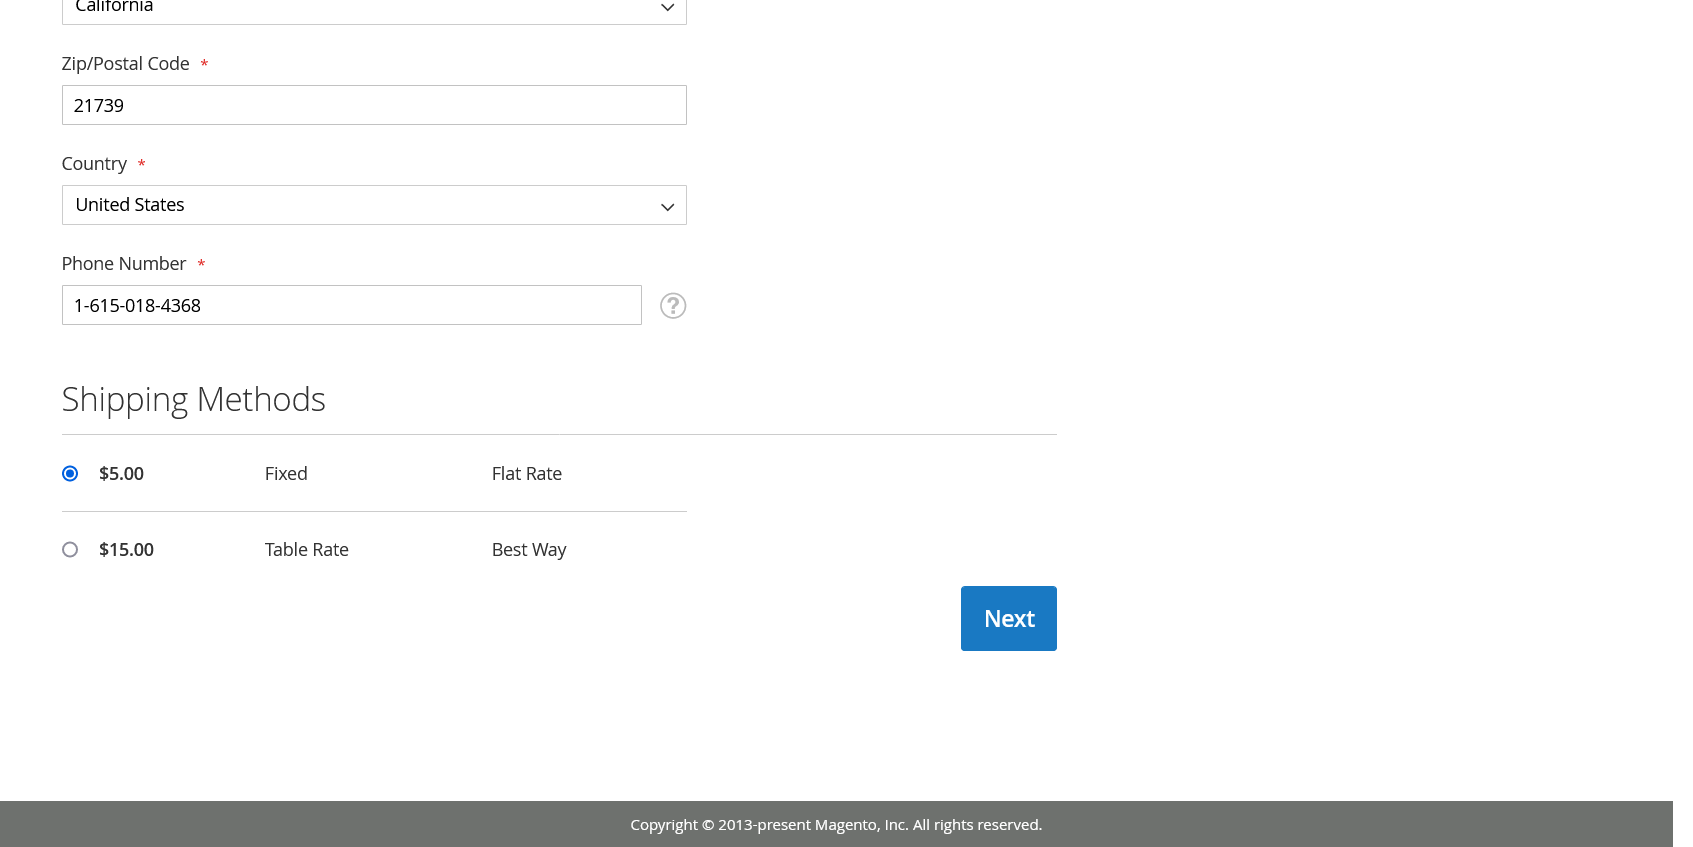 California
Zip/Postal Code *
21739
Country *
United States
Phone Number *
1-615-018-4368
Shipping Methods
$5.00 Fixed Flat Rate
$15.00 Table Rate Best Way
Next
Copyright © 2013-present Magento, Inc. All rights reserved.